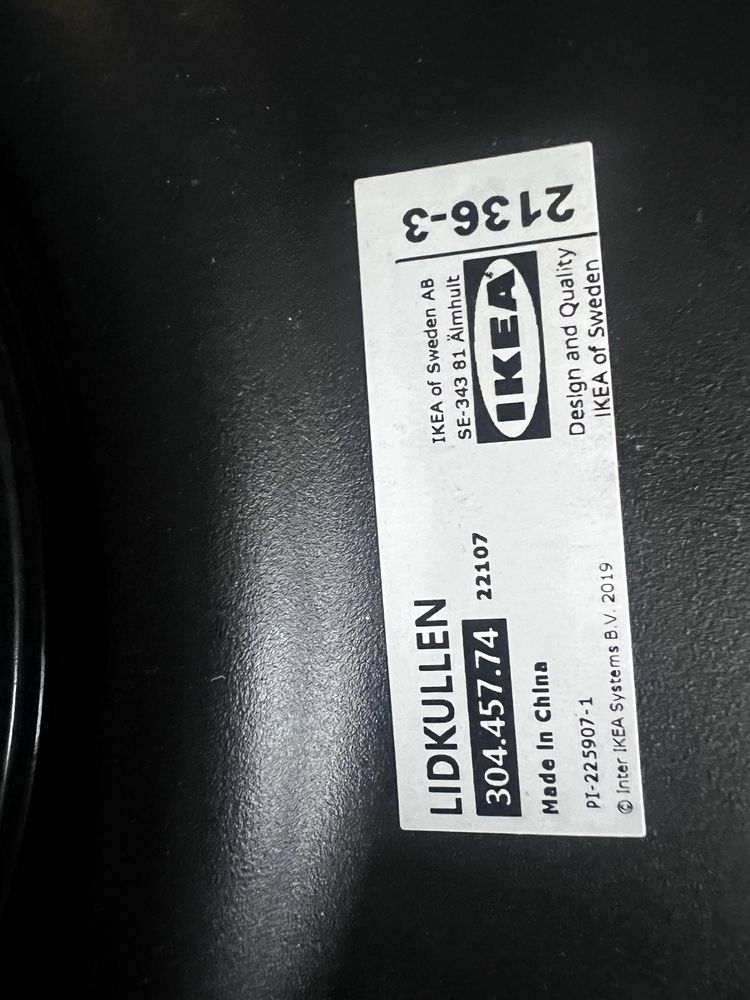 LIDKULLEN
304.457.74 22107
Made in China
PI-225907-1
© Inter IKEA Systems B.V. 2019
IKEA of Sweden AB
SE-343 81 Älmhult
IKEA
Design and Quality
IKEA of Sweden
2136-3